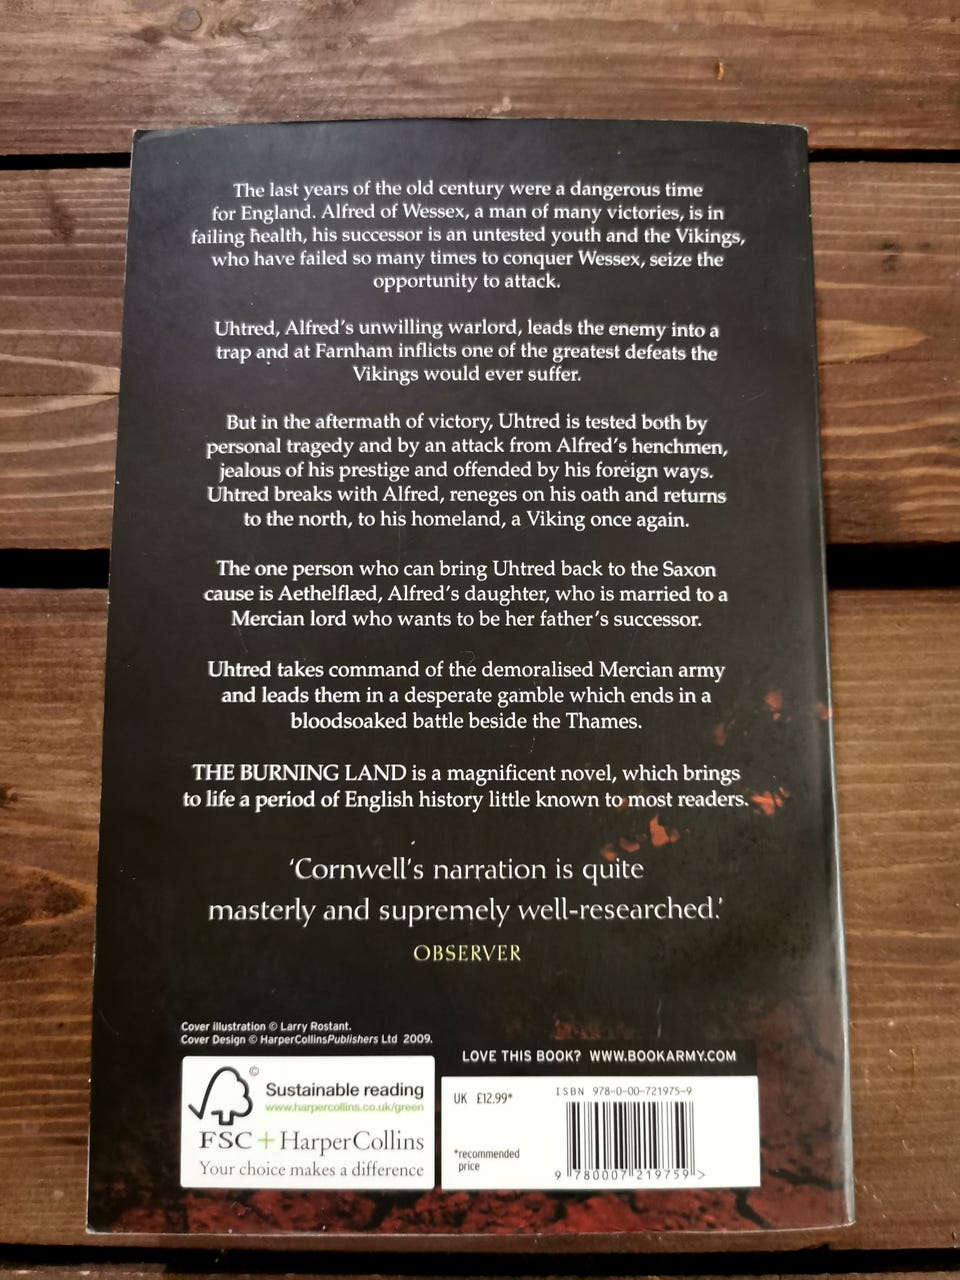 The last years of the old century were a dangerous time
for England. Alfred of Wessex, a man of many victories, is in
failing health, his successor is an untested youth and the Vikings,
who have failed so many times to conquer Wessex, seize the
opportunity to attack.
Uhtred, Alfred's unwilling warlord, leads the enemy into a
trap and at Farnham inflicts one of the greatest defeats the
Vikings would ever suffer.
But in the aftermath of victory, Uhtred is tested both by
personal tragedy and by an attack from Alfred's henchmen,
jealous of his prestige and offended by his foreign ways.
Uhtred breaks with Alfred, reneges on his oath and returns
to the north, to his homeland, a Viking once again.
The one person who can bring Uhtred back to the Saxon
cause is Aethelflæd, Alfred's daughter, who is married to a
Mercian lord who wants to be her father's successor.
Uhtred takes command of the demoralised Mercian army
and leads them in a desperate gamble which ends in a
bloodsoaked battle beside the Thames.
THE BURNING LAND is a magnificent novel, which brings
to life a period of English history little known to most readers.
'Cornwell's narration is quite
masterly and supremely well-researched.'
OBSERVER
Cover illustration © Larry Rostant.
Cover Design © HarperCollinsPublishers Ltd 2009.
LOVE THIS BOOK? WWW.BOOKARMY.COM
©
Sustainable reading
www.harpercollins.co.uk/green
FSC + HarperCollins
Your choice makes a difference
UK £12.99*
*recommended
price
ISBN 978-0-00-721975-9
9 780007 219759 >